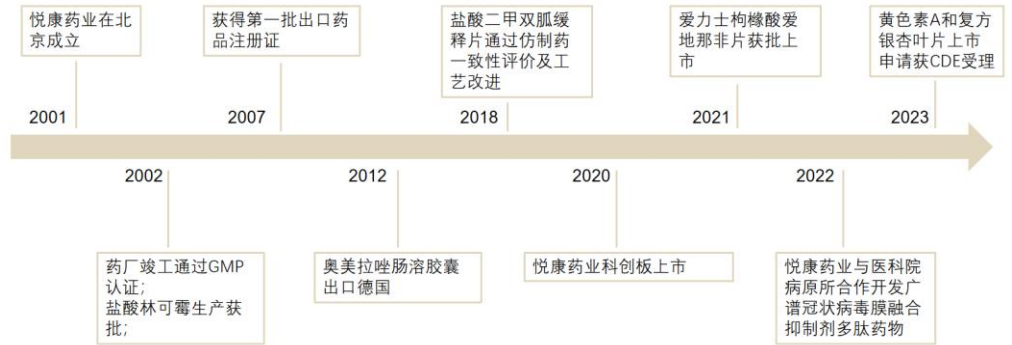 悦康药业在北
京成立
获得第一批出口药
品注册证
盐酸二甲双胍缓
释片通过仿制药
一致性评价及工
艺改进
爱力士枸橼酸爱
地那非片获批上
市
黄色素A和复方
银杏叶片上市
申请获CDE受理
2001
2007
2018
2021
2023
2002
2012
2020
2022
药厂竣工通过GMP
认证；
盐酸林可霉生产获
批；
奥美拉唑肠溶胶囊
出口德国
悦康药业科创板上市
悦康药业与医科院
病原所合作开发广
谱冠状病毒膜融合
抑制剂多肽药物